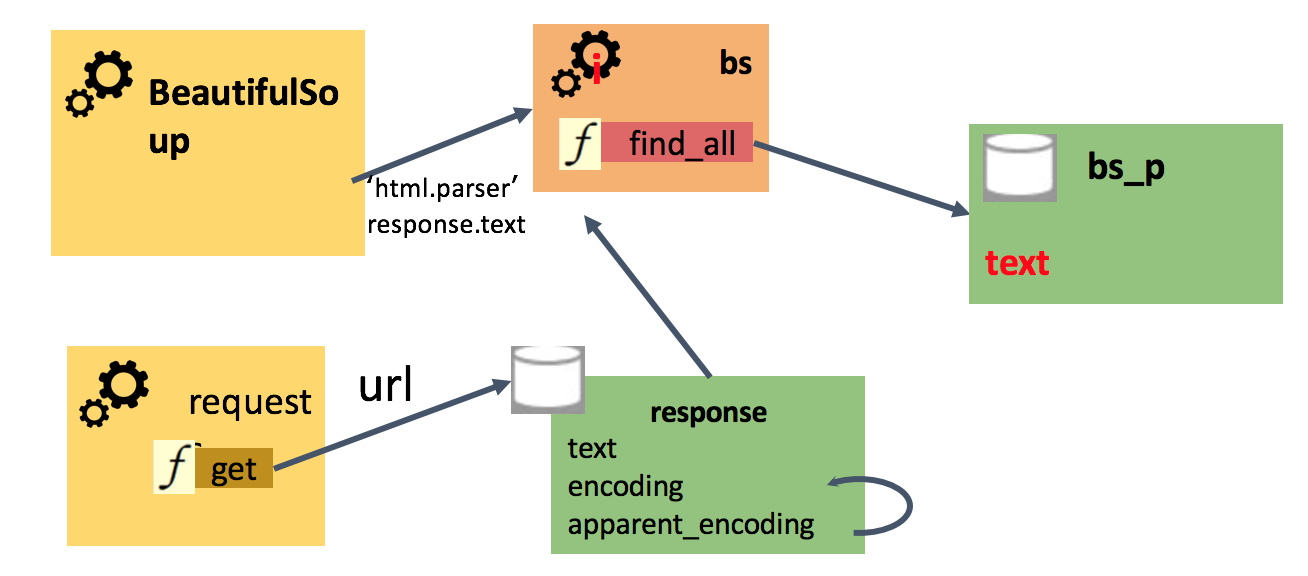 BeautifulSo
up
i
bs
f
find_all
'html.parser'
response.text
bs_p
text
request
f
get
url
response
text
encoding
apparent_encoding